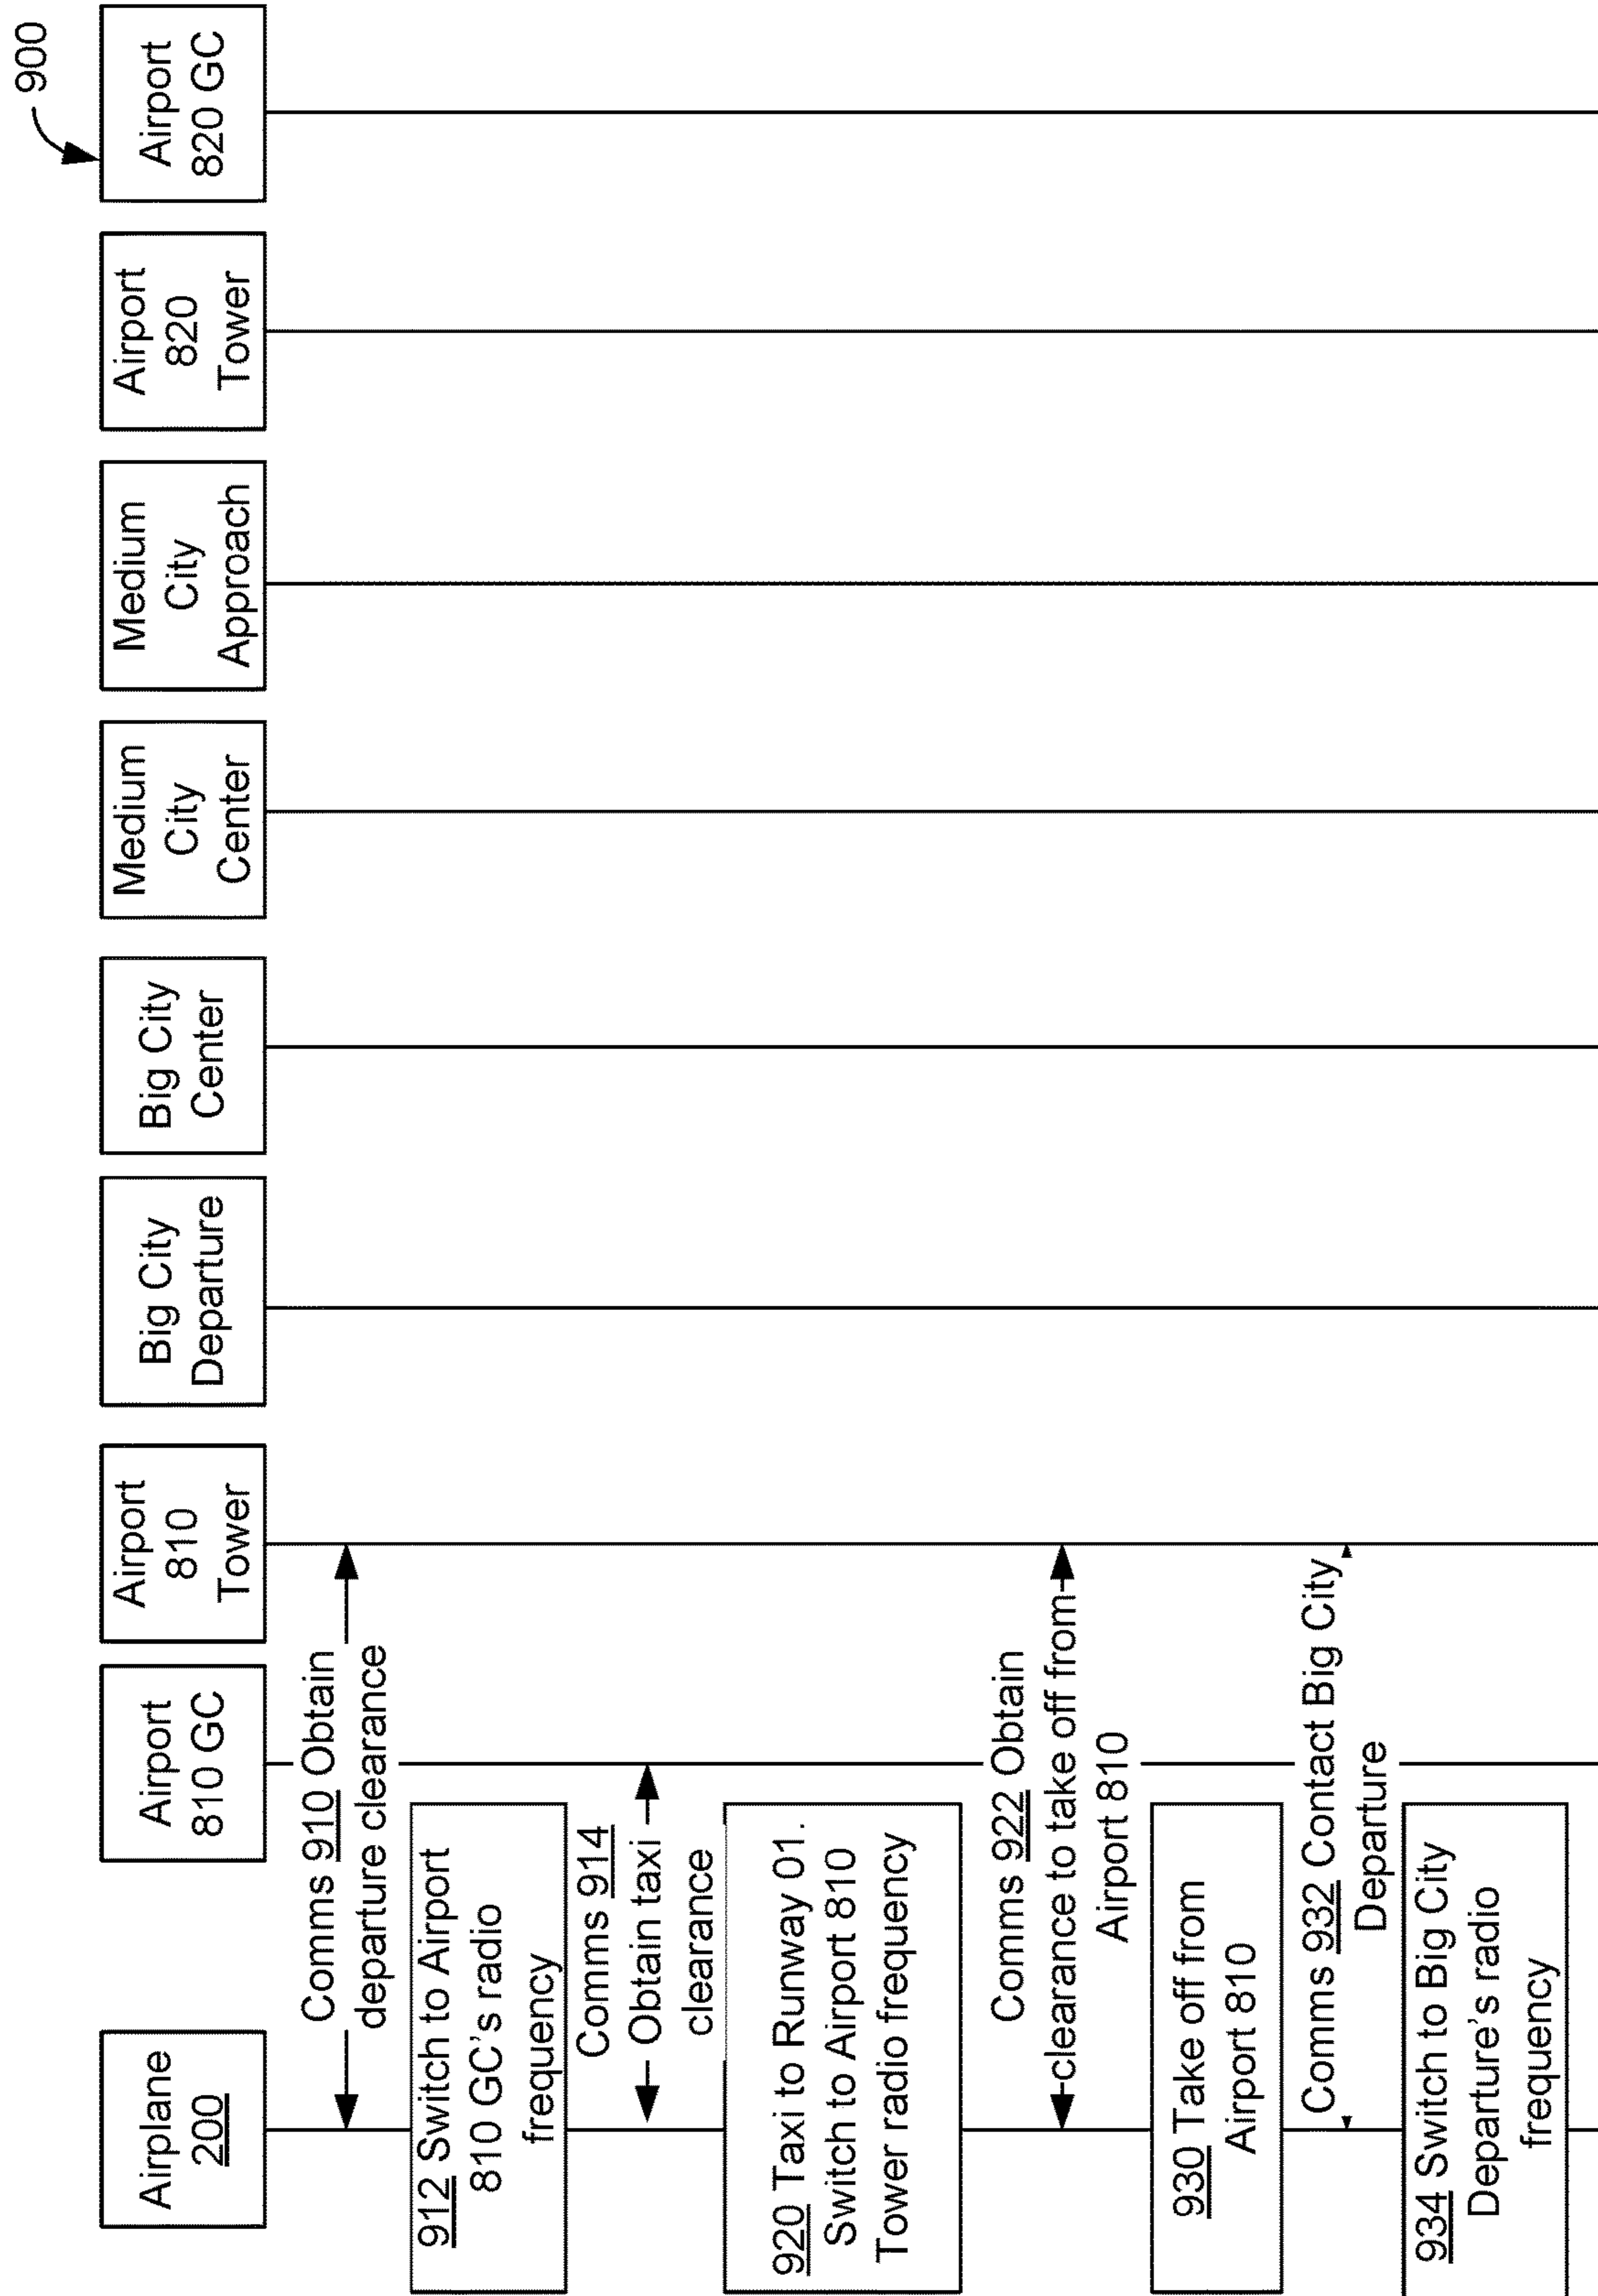 900
Airplane
200
Airport
810 GC
Airport
810
Tower
Big City
Departure
Big City
Center
Medium
City
Center
Medium
City
Approach
Airport
820
Tower
Airport
820 GC
Comms 910 Obtain
departure clearance
912 Switch to Airport
810 GC's radio
frequency
Comms 914
Obtain taxi
clearance
920 Taxi to Runway 01.
Switch to Airport 810
Tower radio frequency
Comms 922 Obtain
clearance to take off from
Airport 810
930 Take off from
Airport 810
Comms 932 Contact Big City
Departure
934 Switch to Big City
Departure's radio
frequency